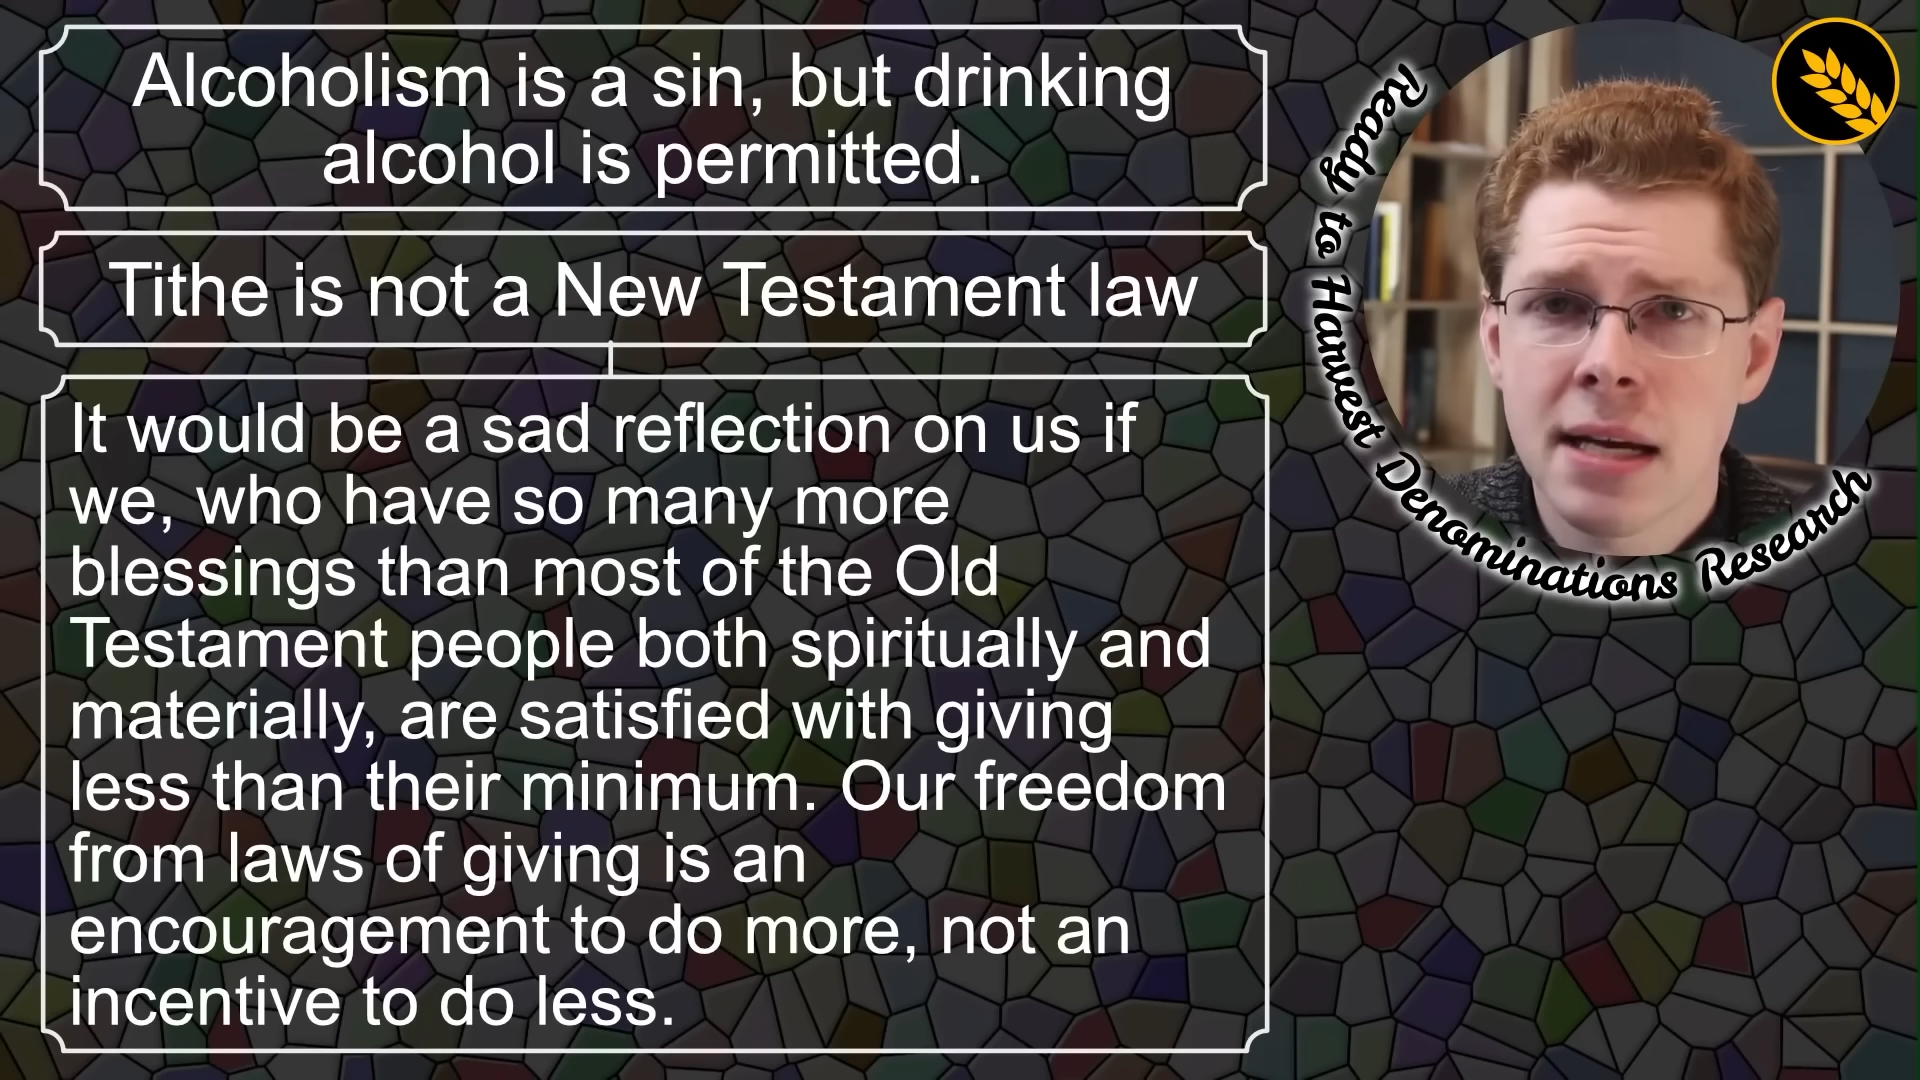 Alcoholism is a sin, but drinking
alcohol is permitted.
Tithe is not a New Testament law
It would be a sad reflection on us if
we, who have so many more
blessings than most of the Old
Testament people both spiritually and
materially, are satisfied with giving
less than their minimum. Our freedom
from laws of giving is an
encouragement to do more, not an
incentive to do less.
Ready to Harvest Denominations Research